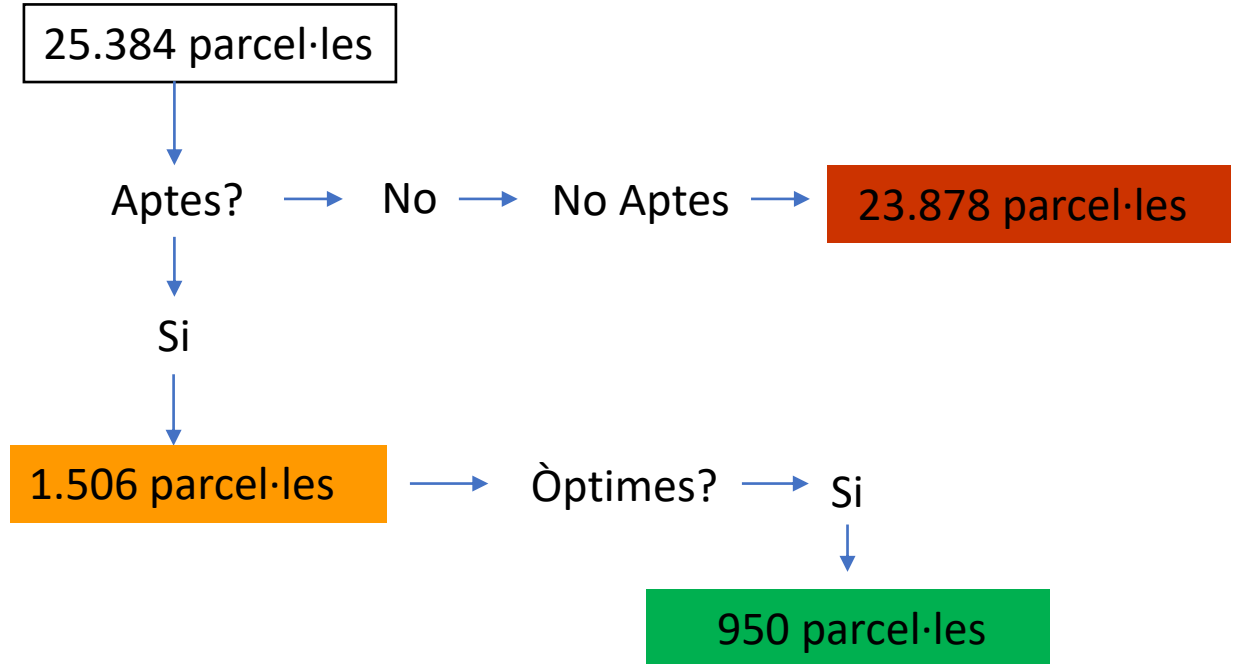 25.384 parcel·les
Aptes? No No Aptes 23.878 parcel·les
Si
1.506 parcel·les Òptimes? Si
950 parcel·les